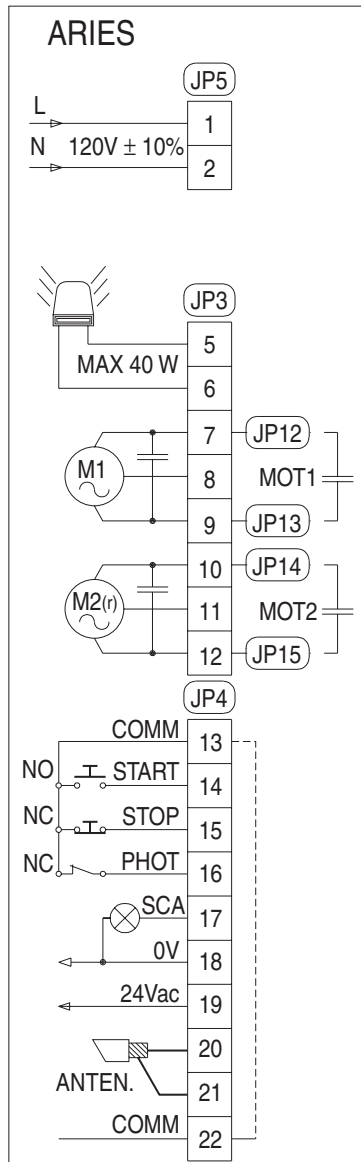 ARIES
JP5
L
1
N 120V ± 10%
2
JP3
5
MAX 40 W
6
7 JP12
M1
8
MOT1
9 JP13
10 JP14
M2(r)
11
MOT2
12 JP15
JP4
COMM
13
NO START
14
NC STOP
15
NC PHOT
16
SCA
17
0V
18
24Vac
19
20
ANTEN.
21
COMM
22